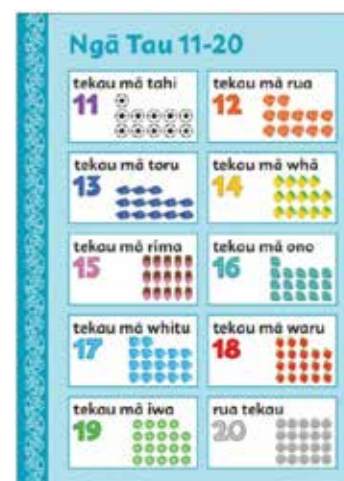 Ngā Tau 11-20
tekau mā tahi
11
tekau mā rua
12
tekau mā toru
13
tekau mā whā
14
tekau mā rima
15
tekau mā ono
16
tekau mā whitu
17
tekau mā waru
18
tekau mā iwa
19
rua tekau
20